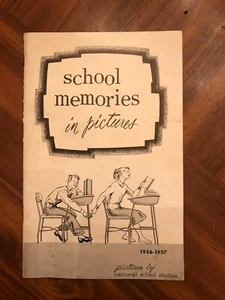 school
memories
in pictures
1956-1957
pictures by
national school studios